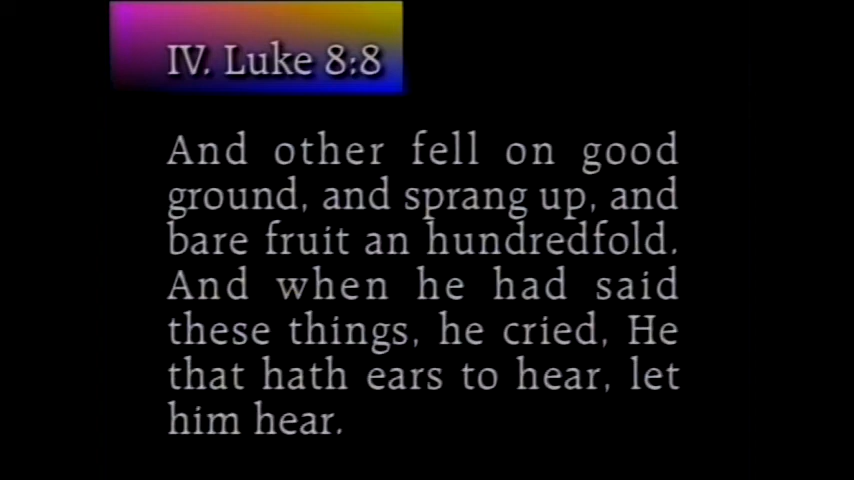 IV. Luke 8:8
And other fell on good
ground, and sprang up, and
bare fruit an hundredfold.
And when he had said
these things, he cried, He
that hath ears to hear, let
him hear.